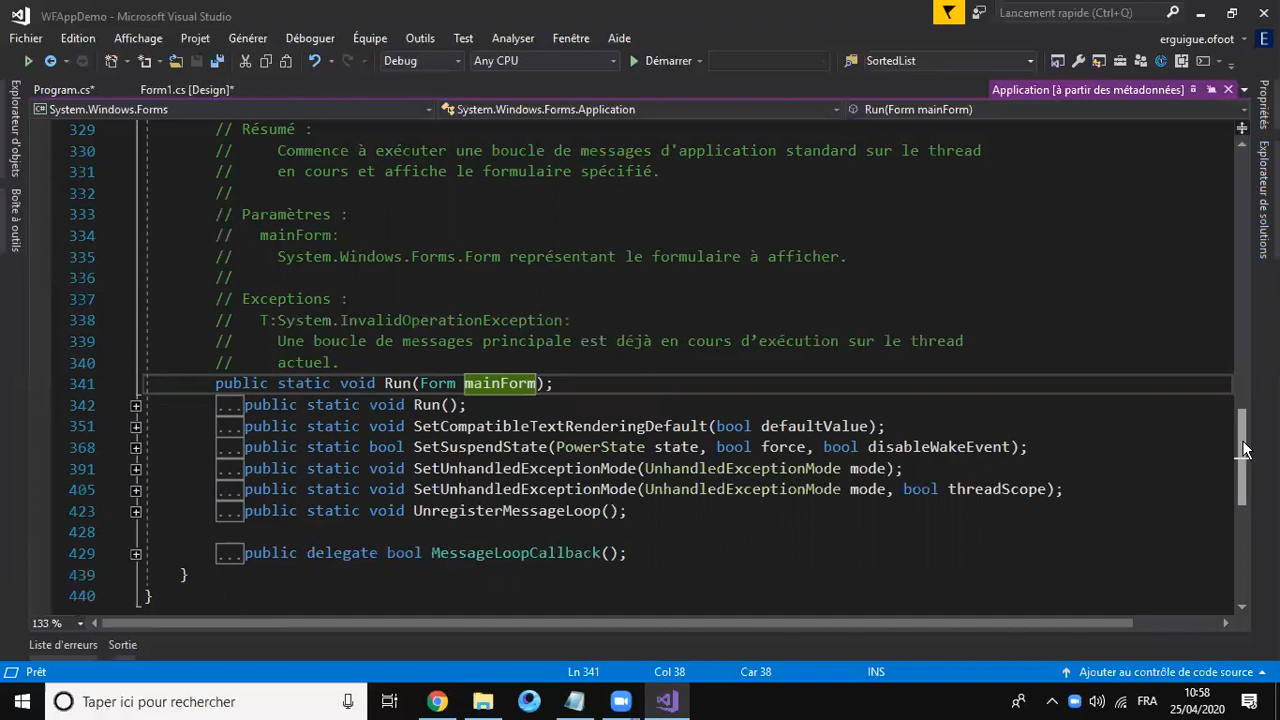 WFAppDemo - Microsoft Visual Studio
Lancement rapide (Ctrl+Q)
Fichier Edition Affichage Projet Générer Déboguer Équipe Outils Test Analyser Fenêtre Aide
erguigue.ofoot E
Debug Any CPU Démarrer SortedList
Program.cs* Form1.cs [Design]* Application [à partir des métadonnées]
System.Windows.Forms System.Windows.Forms.Application Run(Form mainForm)
Explorateur d'objets
Boîte à outils
Propriétés
Explorateur de solutions
329 // Résumé :
330 // Commence à exécuter une boucle de messages d'application standard sur le thread
331 // en cours et affiche le formulaire spécifié.
332 //
333 // Paramètres :
334 // mainForm:
335 // System.Windows.Forms.Form représentant le formulaire à afficher.
336 //
337 // Exceptions :
338 // T:System.InvalidOperationException:
339 // Une boucle de messages principale est déjà en cours d’exécution sur le thread
340 // actuel.
341 public static void Run(Form mainForm);
342 ...public static void Run();
351 ...public static void SetCompatibleTextRenderingDefault(bool defaultValue);
368 ...public static bool SetSuspendState(PowerState state, bool force, bool disableWakeEvent);
391 ...public static void SetUnhandledExceptionMode(UnhandledExceptionMode mode);
405 ...public static void SetUnhandledExceptionMode(UnhandledExceptionMode mode, bool threadScope);
423 ...public static void UnregisterMessageLoop();
428
429 ...public delegate bool MessageLoopCallback();
439 }
440 }
133 %
Liste d'erreurs Sortie
Prêt Ln 341 Col 38 Car 38 INS Ajouter au contrôle de code source
Taper ici pour rechercher FRA 10:58
25/04/2020